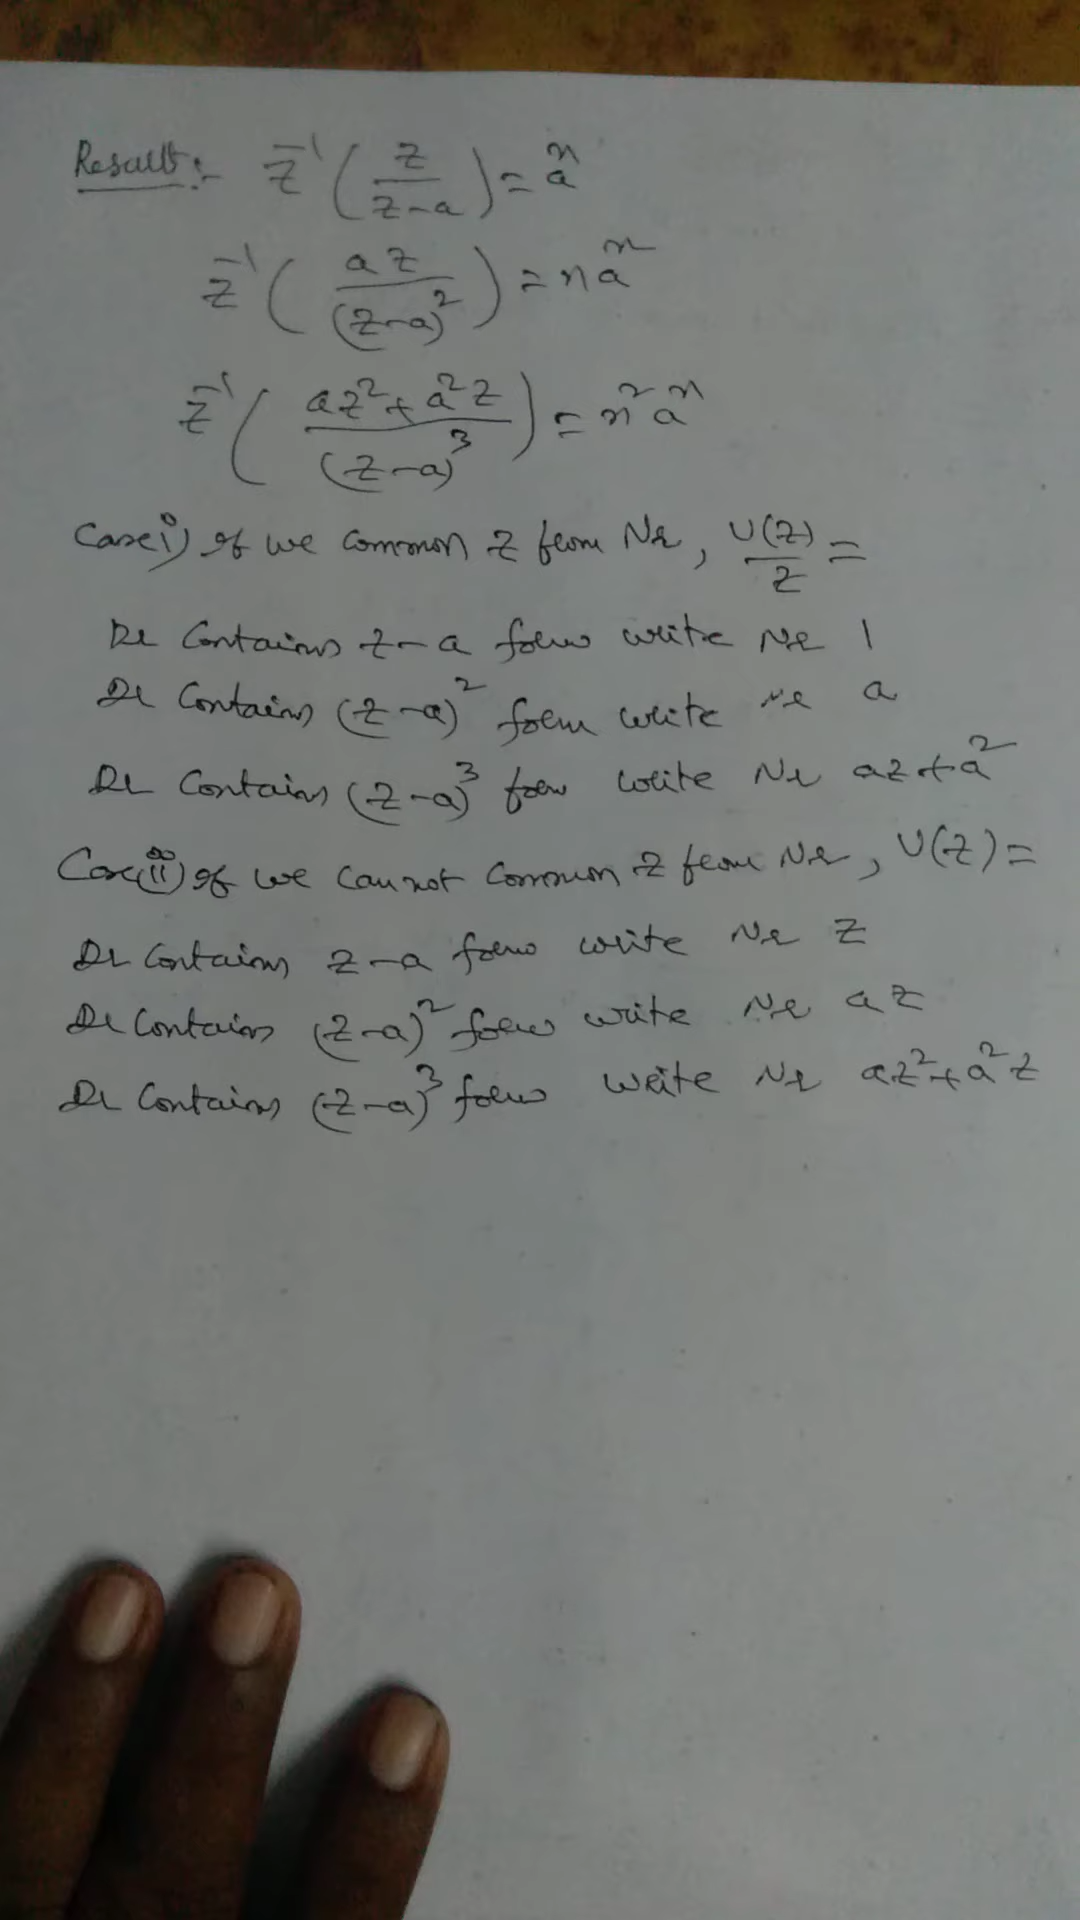 Result:- z⁻¹(z/(z-a)) = aⁿ
z⁻¹(az/(z-a)²) = naⁿ
z⁻¹((az²+a²z)/(z-a)³) = n²aⁿ
Case i) If we common z from Nr, U(z)/z =
Dr Contains z-a form write Nr 1
Dr Contains (z-a)² form write Nr a
Dr Contains (z-a)³ form write Nr az+a²
Case (ii) If we cannot common z from Nr, U(z) =
Dr Contains z-a form write Nr z
Dr Contains (z-a)² form write Nr az
Dr Contains (z-a)³ form write Nr az²+a²z